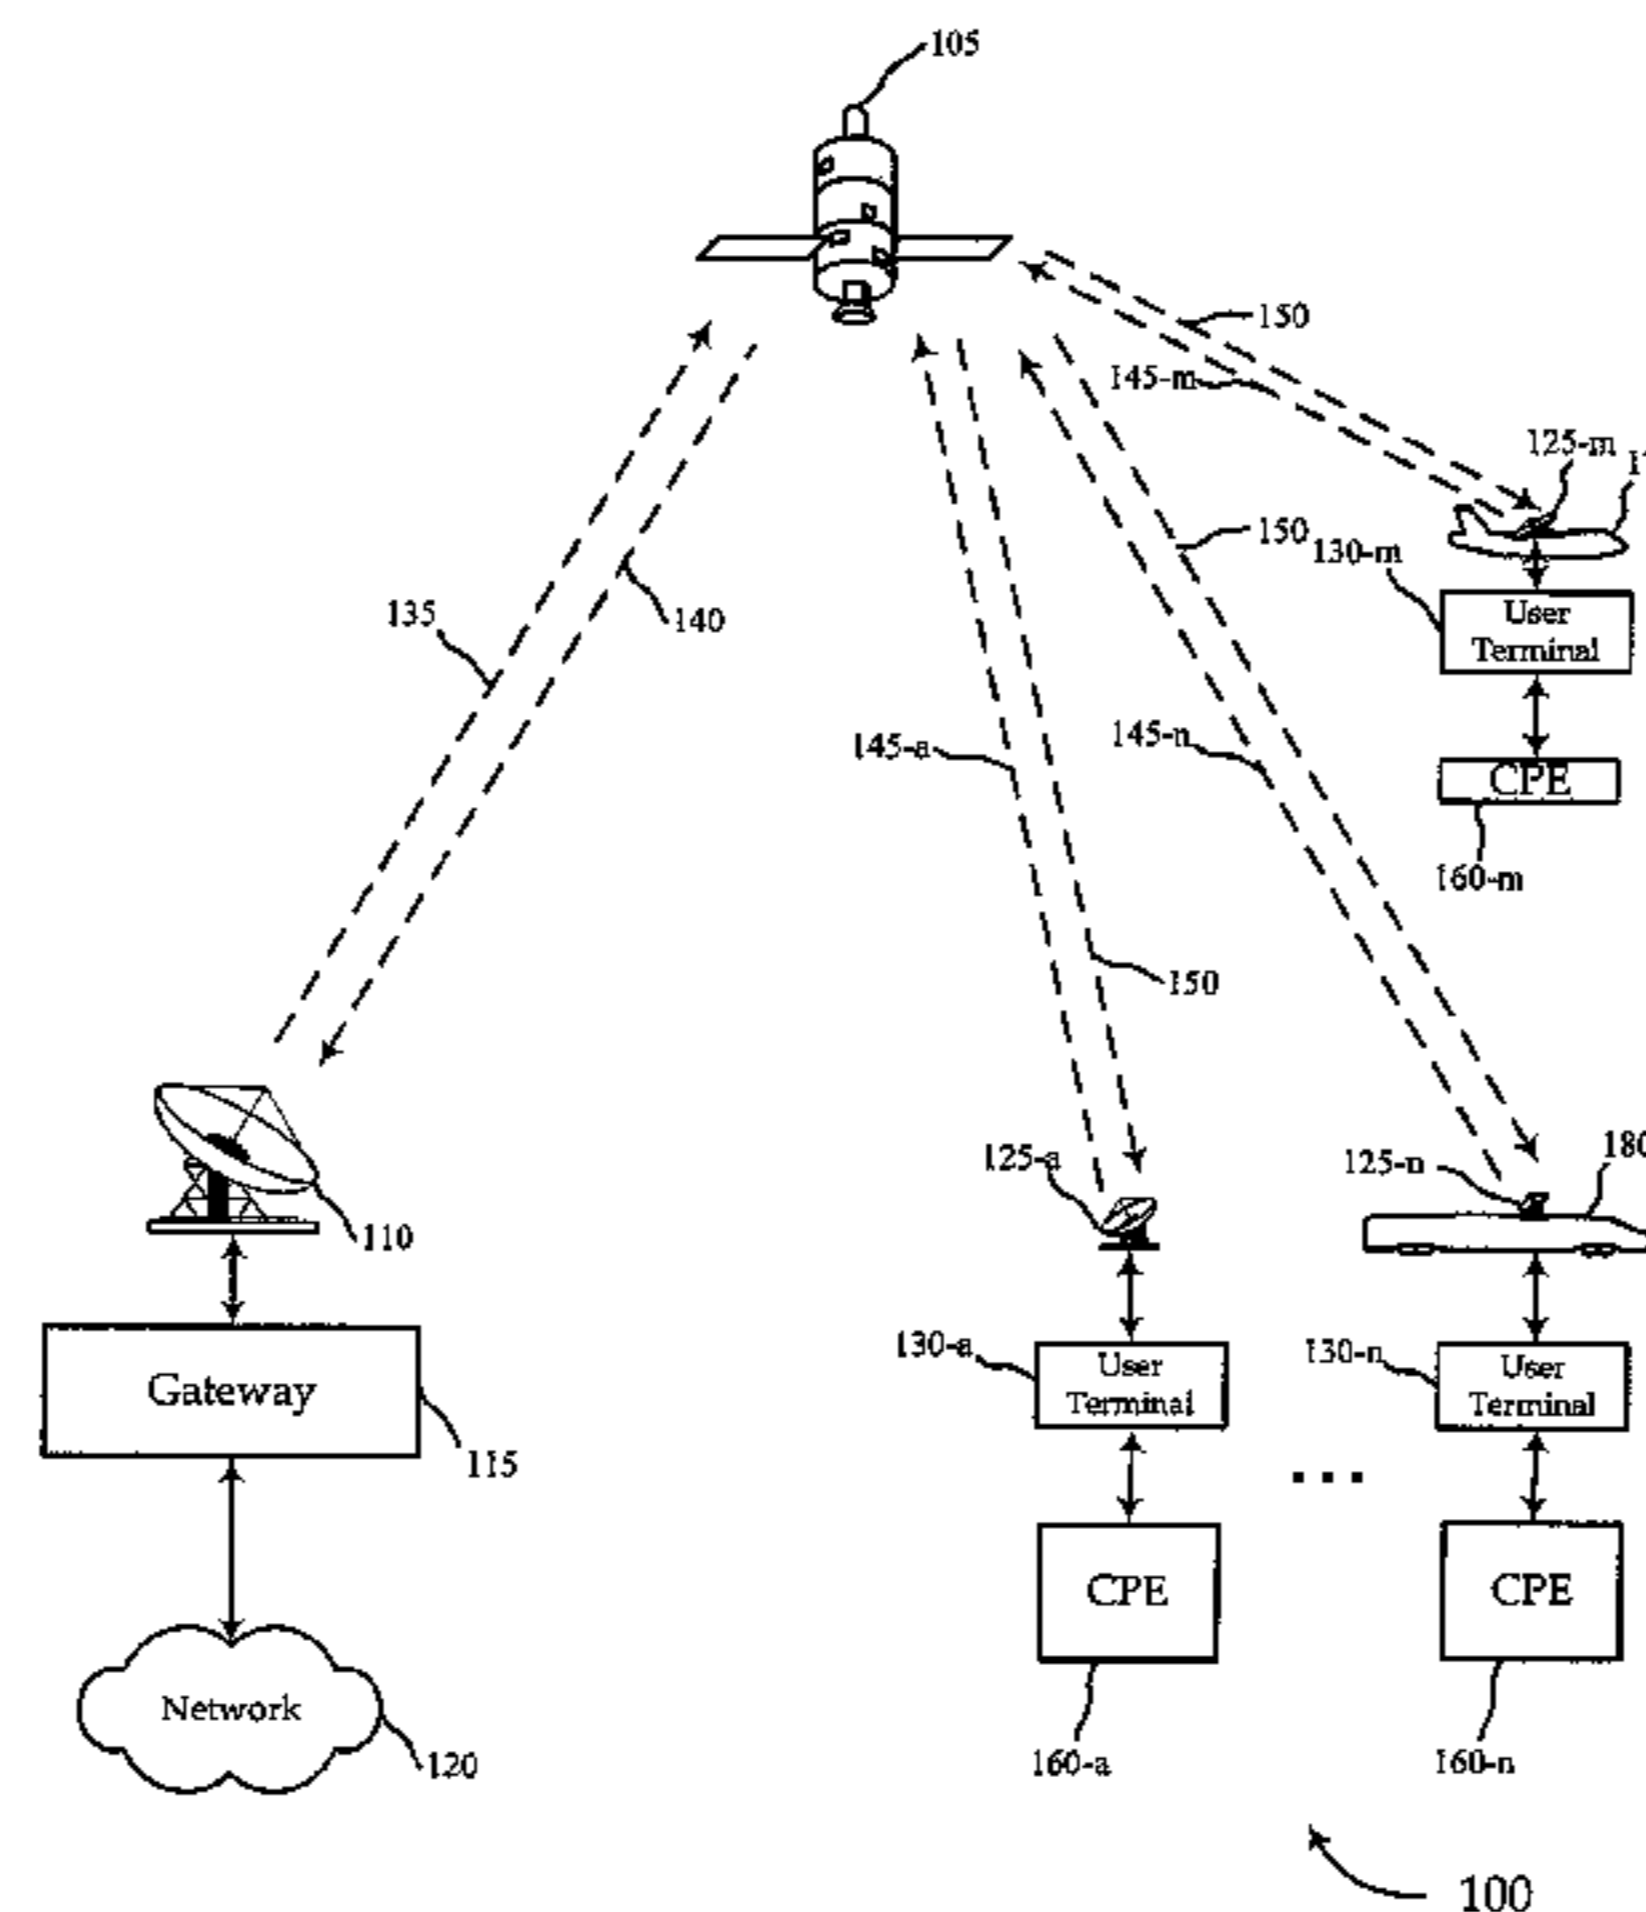 105
150
145-m
125-m
150
130-m
User
Terminal
135
140
145-a
145-n
CPE
160-m
150
125-a
125-n
180
110
130-a
User
Terminal
130-n
User
Terminal
Gateway
115
...
CPE
CPE
Network
120
160-a
160-n
100